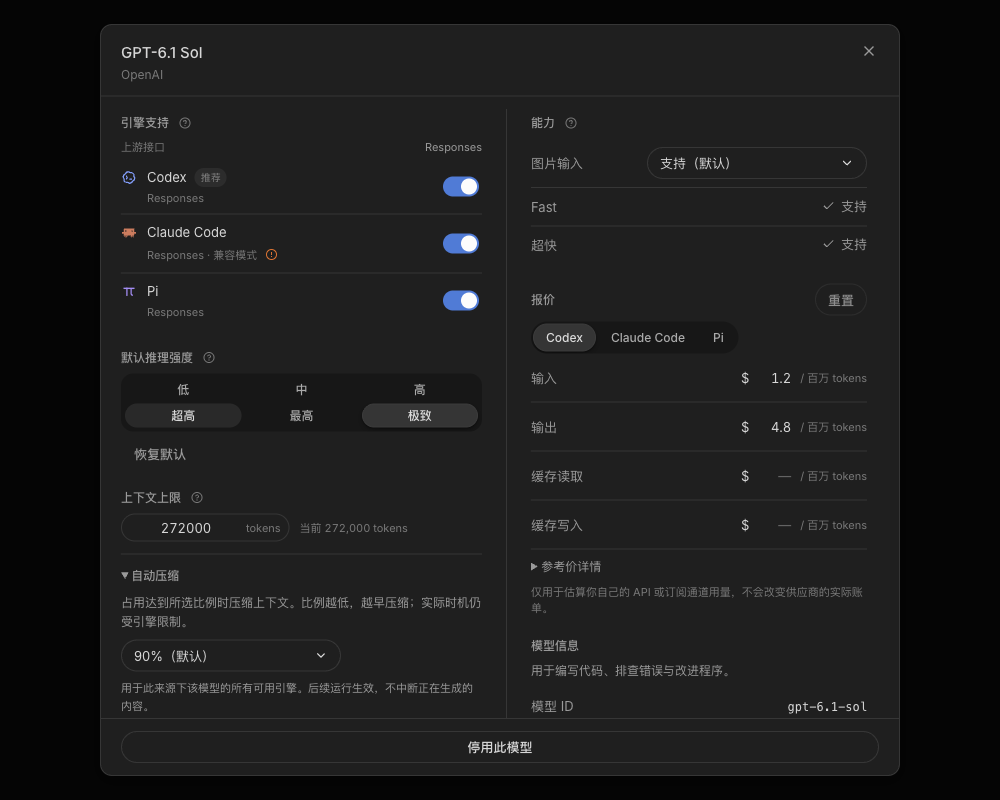 GPT-6.1 Sol
OpenAI
引擎支持
上游接口 Responses
Codex 推荐
Responses
Claude Code
Responses · 兼容模式
Pi
Responses
默认推理强度
低 中 高
超高 最高 极致
恢复默认
上下文上限
272000 tokens 当前 272,000 tokens
自动压缩
占用达到所选比例时压缩上下文。比例越低，越早压缩；实际时机仍
受引擎限制。
90%（默认）
用于此来源下该模型的所有可用引擎。后续运行生效，不中断正在生成的
内容。
能力
图片输入 支持（默认）
Fast 支持
超快 支持
报价 重置
Codex Claude Code Pi
输入 $ 1.2 / 百万 tokens
输出 $ 4.8 / 百万 tokens
缓存读取 $ — / 百万 tokens
缓存写入 $ — / 百万 tokens
参考价详情
仅用于估算你自己的 API 或订阅通道用量，不会改变供应商的实际账
单。
模型信息
用于编写代码、排查错误与改进程序。
模型 ID gpt-6.1-sol
停用此模型